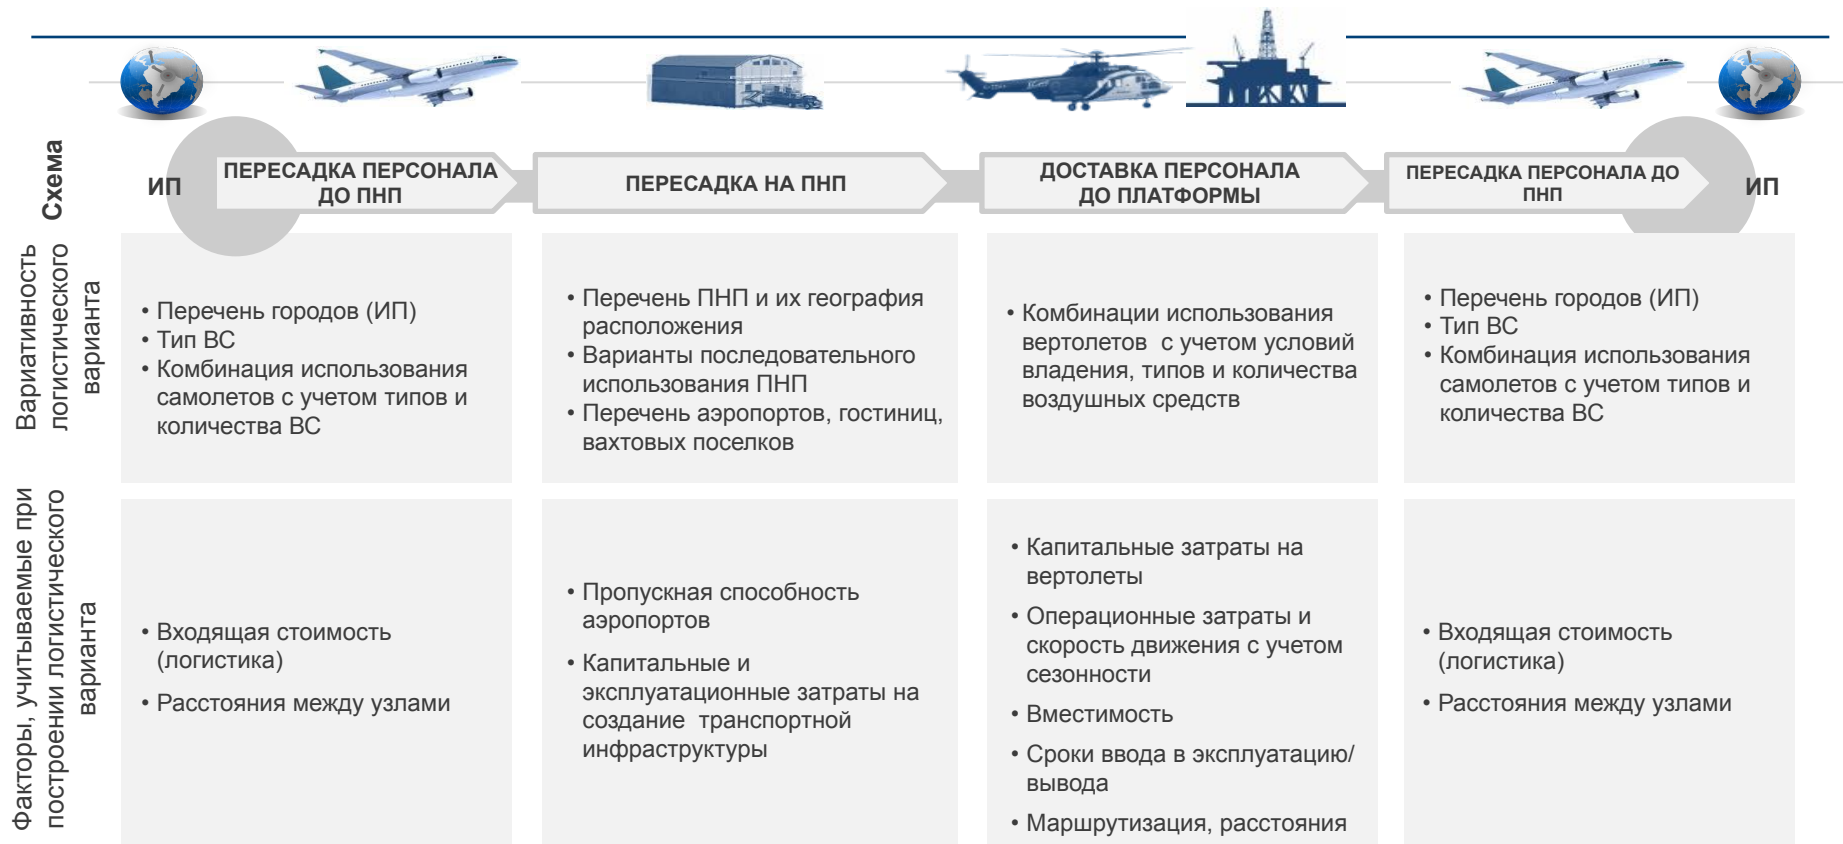 Схема
ИП
ПЕРЕСАДКА ПЕРСОНАЛА
ДО ПНП
ПЕРЕСАДКА НА ПНП
ДОСТАВКА ПЕРСОНАЛА
ДО ПЛАТФОРМЫ
ПЕРЕСАДКА ПЕРСОНАЛА ДО
ПНП
ИП
Вариативность
логистического
варианта
• Перечень городов (ИП)
• Тип ВС
• Комбинация использования
самолетов с учетом типов и
количества ВС
• Перечень ПНП и их география
расположения
• Варианты последовательного
использования ПНП
• Перечень аэропортов, гостиниц,
вахтовых поселков
• Комбинации использования
вертолетов с учетом условий
владения, типов и количества
воздушных средств
• Перечень городов (ИП)
• Тип ВС
• Комбинация использования
самолетов с учетом типов и
количества ВС
Факторы, учитываемые при
построении логистического
варианта
• Входящая стоимость
(логистика)
• Расстояния между узлами
• Пропускная способность
аэропортов
• Капитальные и
эксплуатационные затраты на
создание транспортной
инфраструктуры
• Капитальные затраты на
вертолеты
• Операционные затраты и
скорость движения с учетом
сезонности
• Вместимость
• Сроки ввода в эксплуатацию/
вывода
• Маршрутизация, расстояния
• Входящая стоимость
(логистика)
• Расстояния между узлами